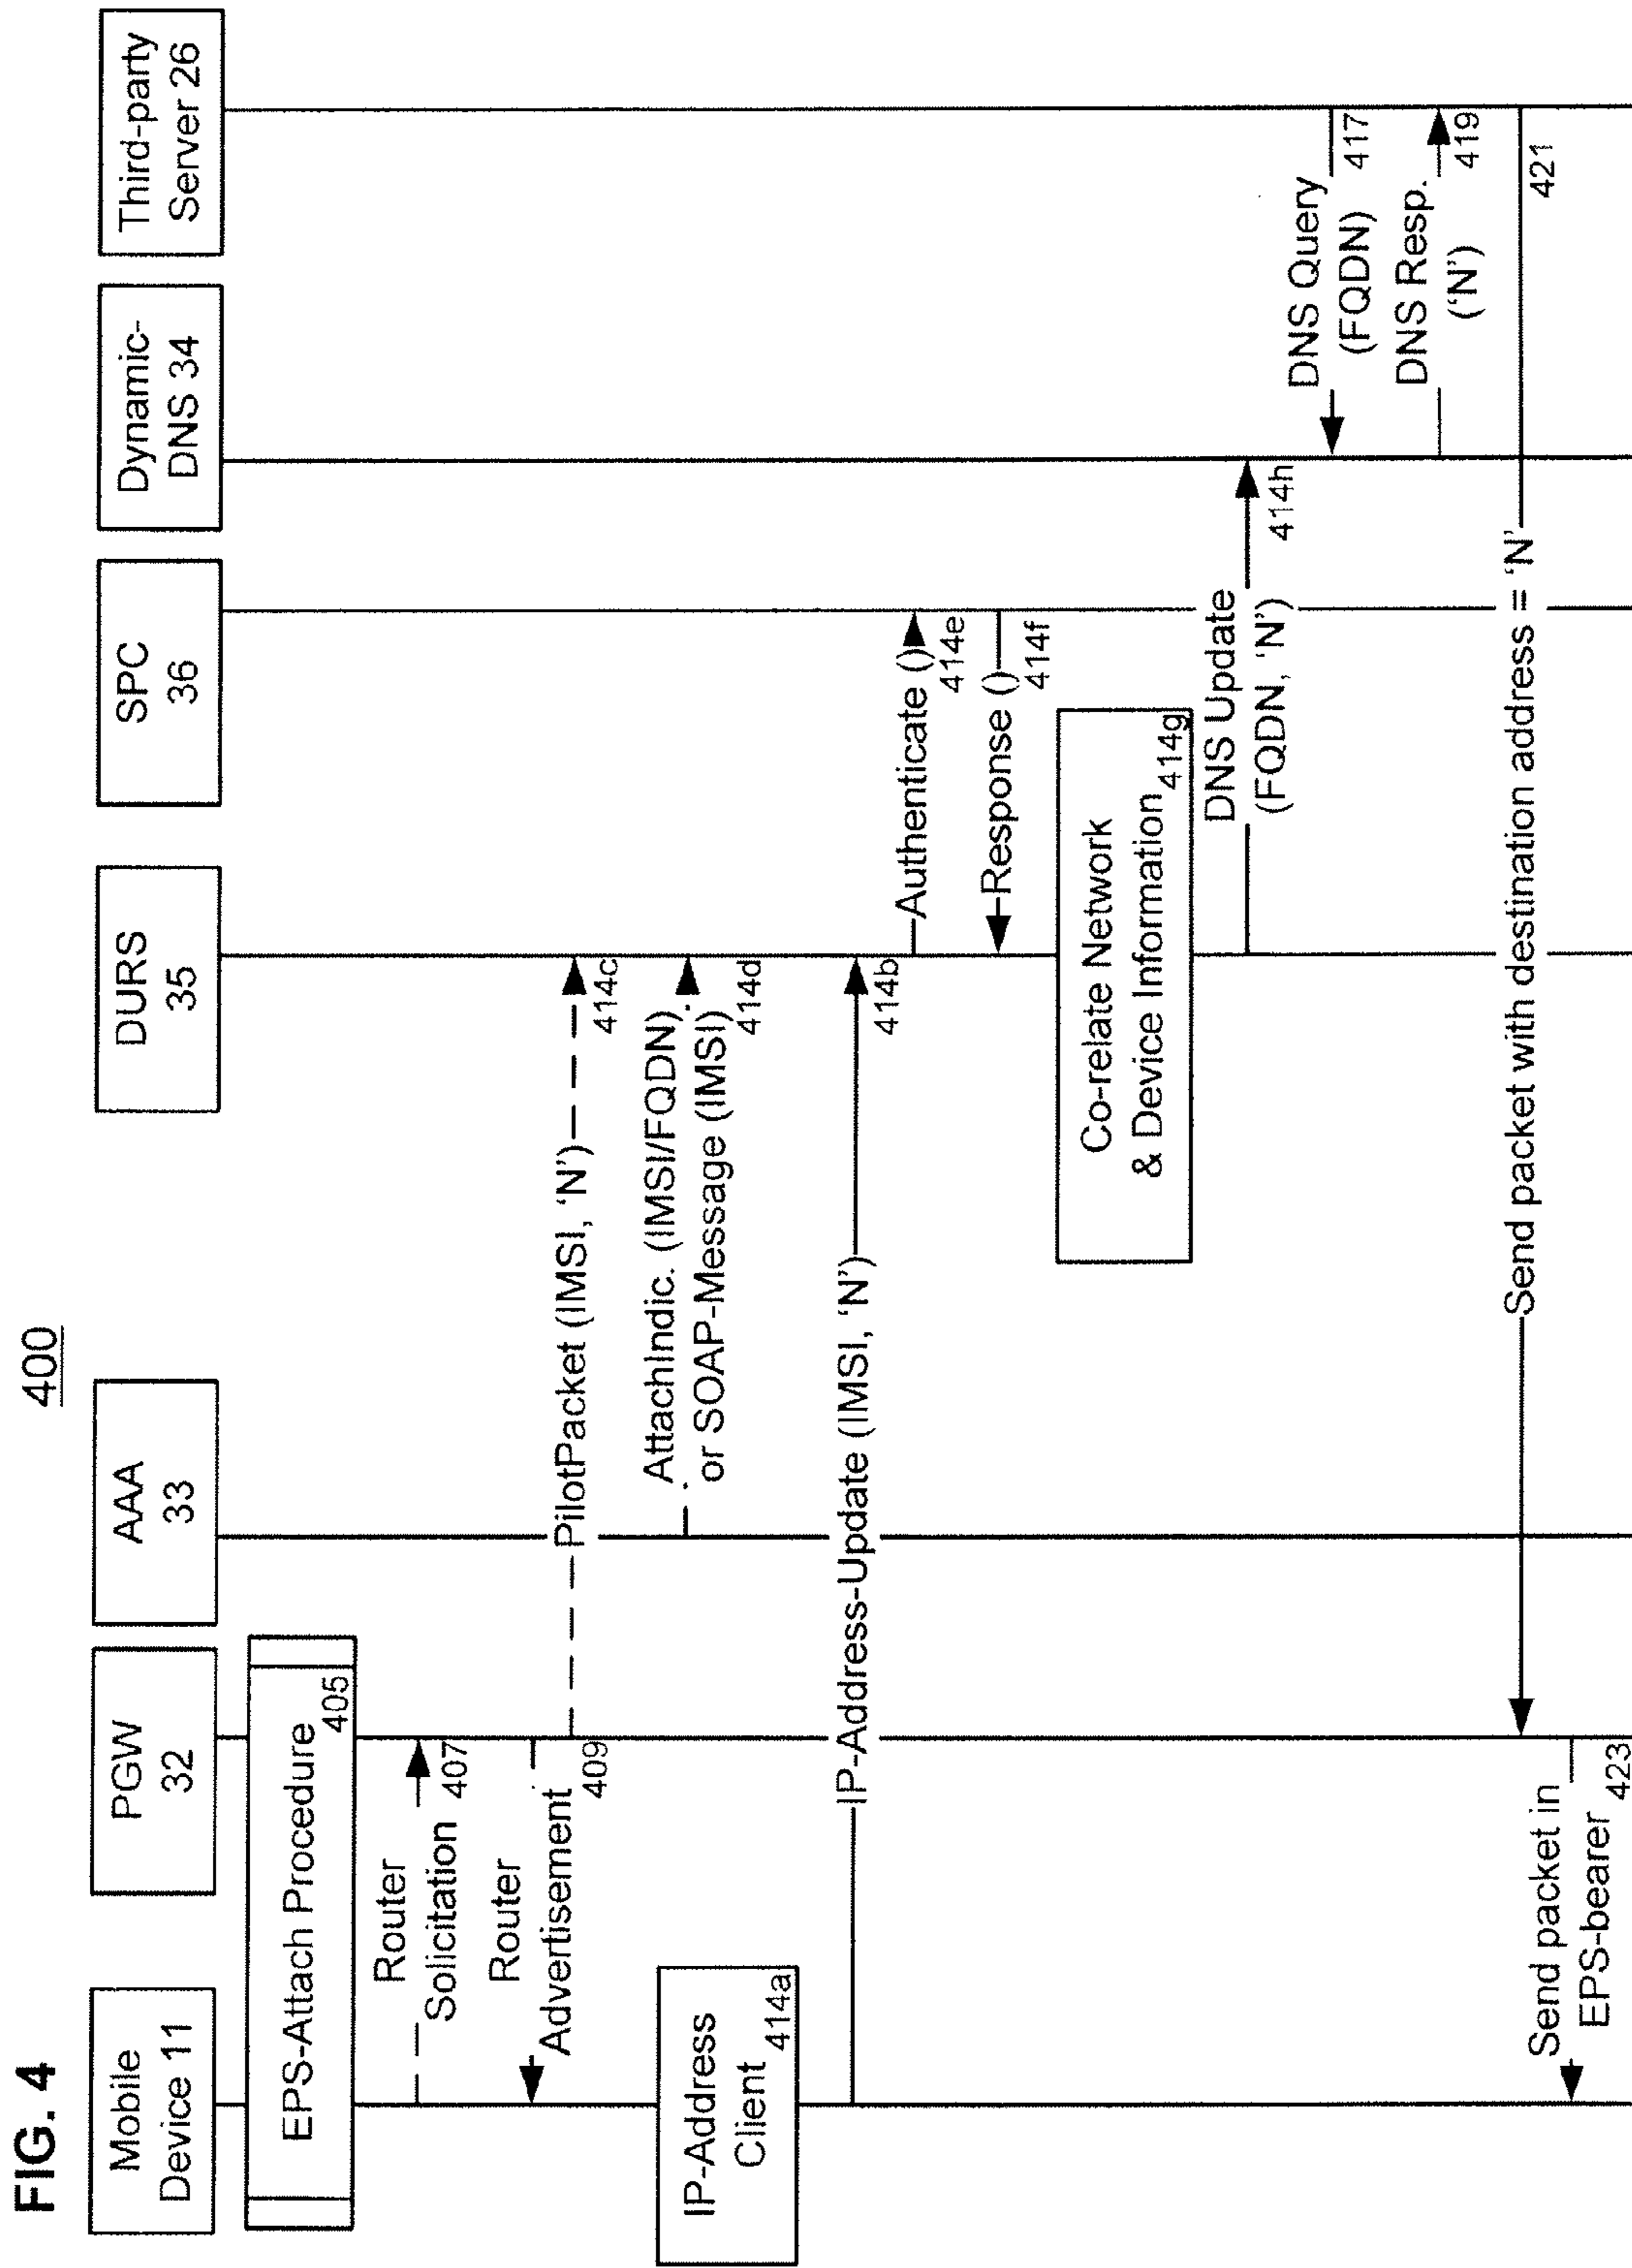 FIG. 4
400
Mobile
Device 11
PGW
32
AAA
33
DURS
35
SPC
36
Dynamic-
DNS 34
Third-party
Server 26
EPS-Attach Procedure
405
Router
Solicitation
407
Router
Advertisement
409
PilotPacket (IMSI, ‘N’)
414c
IP-Address
Client
414a
AttachIndic. (IMSI/FQDN)
or SOAP-Message (IMSI)
414d
IP-Address-Update (IMSI, ‘N’)
414b
Authenticate ()
414e
Response ()
414f
Co-relate Network
& Device Information
414g
DNS Update
(FQDN, ‘N’)
414h
DNS Query
(FQDN)
417
DNS Resp.
(‘N’)
419
Send packet with destination address = ‘N’
421
Send packet in
EPS-bearer
423